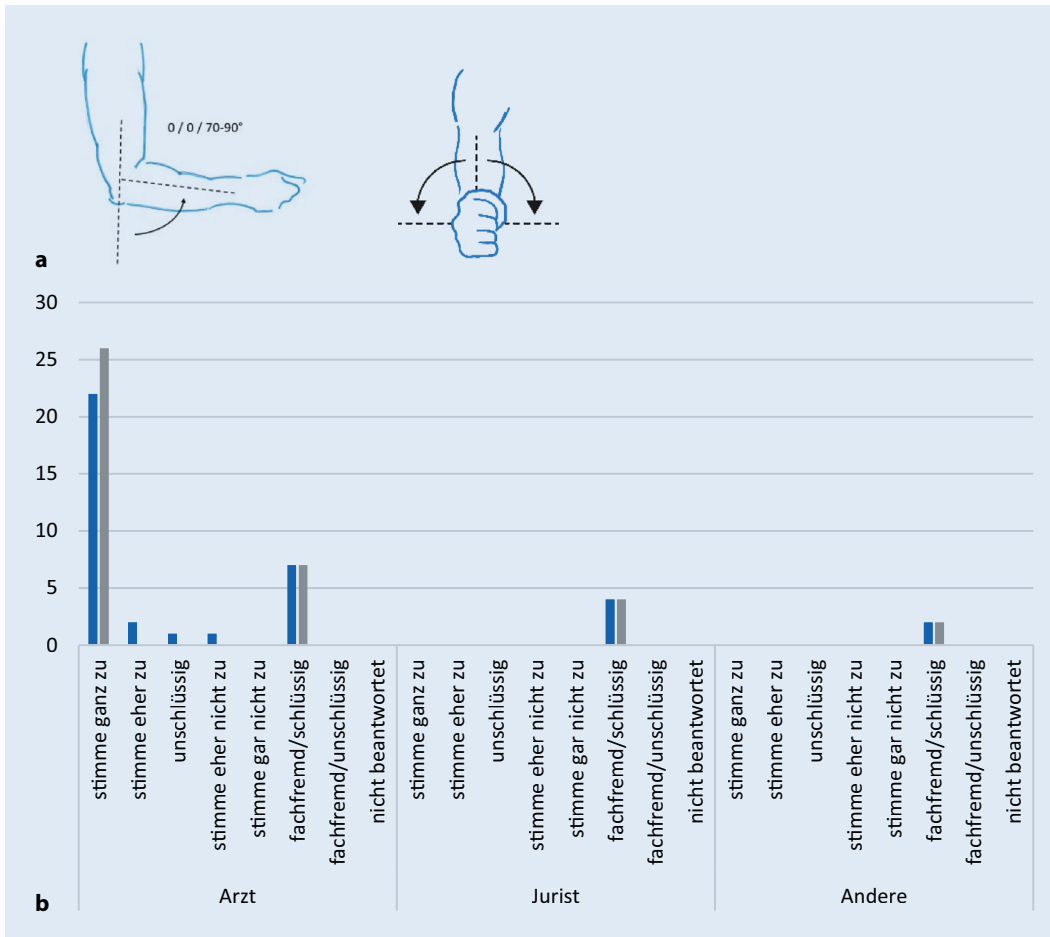 0 / 0 / 70-90°
a
30
25
20
15
10
5
0
stimme ganz zu
stimme eher zu
unschlüssig
stimme eher nicht zu
stimme gar nicht zu
fachfremd/schlüssig
fachfremd/unschlüssig
nicht beantwortet
stimme ganz zu
stimme eher zu
unschlüssig
stimme eher nicht zu
stimme gar nicht zu
fachfremd/schlüssig
fachfremd/unschlüssig
nicht beantwortet
stimme ganz zu
stimme eher zu
unschlüssig
stimme eher nicht zu
stimme gar nicht zu
fachfremd/schlüssig
fachfremd/unschlüssig
nicht beantwortet
Arzt
Jurist
Andere
b